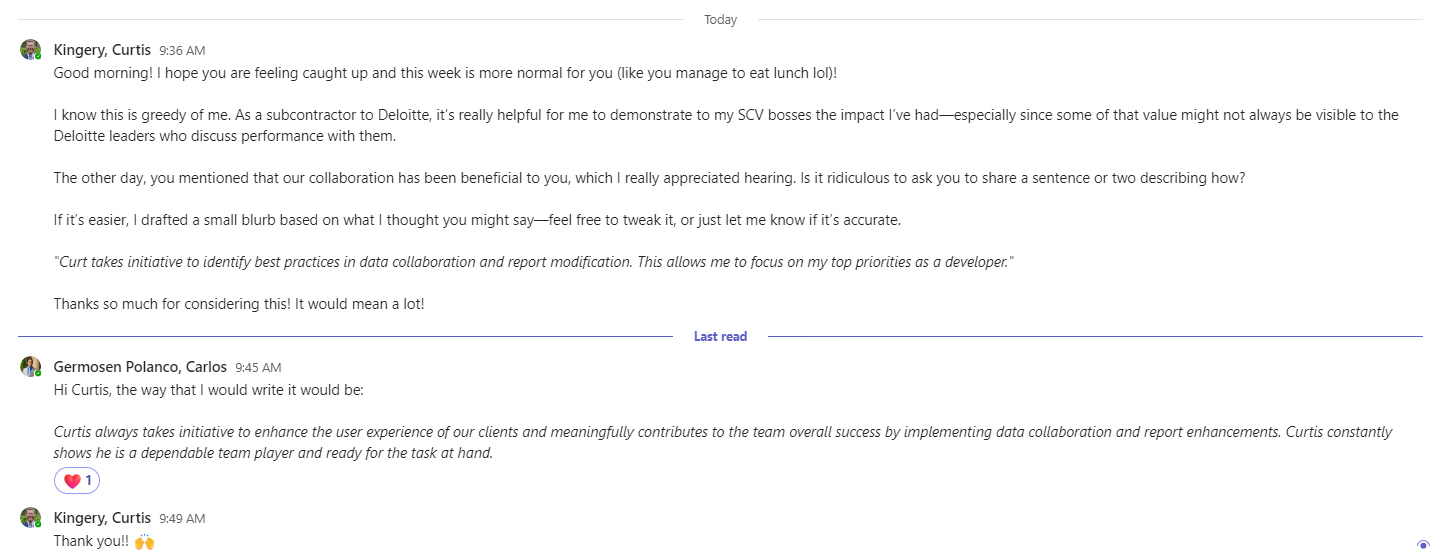 Today
Kingery, Curtis 9:36 AM
Good morning! I hope you are feeling caught up and this week is more normal for you (like you manage to eat lunch lol)!
I know this is greedy of me. As a subcontractor to Deloitte, it's really helpful for me to demonstrate to my SCV bosses the impact I've had—especially since some of that value might not always be visible to the
Deloitte leaders who discuss performance with them.
The other day, you mentioned that our collaboration has been beneficial to you, which I really appreciated hearing. Is it ridiculous to ask you to share a sentence or two describing how?
If it's easier, I drafted a small blurb based on what I thought you might say—feel free to tweak it, or just let me know if it's accurate.
"Curt takes initiative to identify best practices in data collaboration and report modification. This allows me to focus on my top priorities as a developer."
Thanks so much for considering this! It would mean a lot!
Last read
Germosen Polanco, Carlos 9:45 AM
Hi Curtis, the way that I would write it would be:
Curtis always takes initiative to enhance the user experience of our clients and meaningfully contributes to the team overall success by implementing data collaboration and report enhancements. Curtis constantly
shows he is a dependable team player and ready for the task at hand.
❤️ 1
Kingery, Curtis 9:49 AM
Thank you!! 🙌